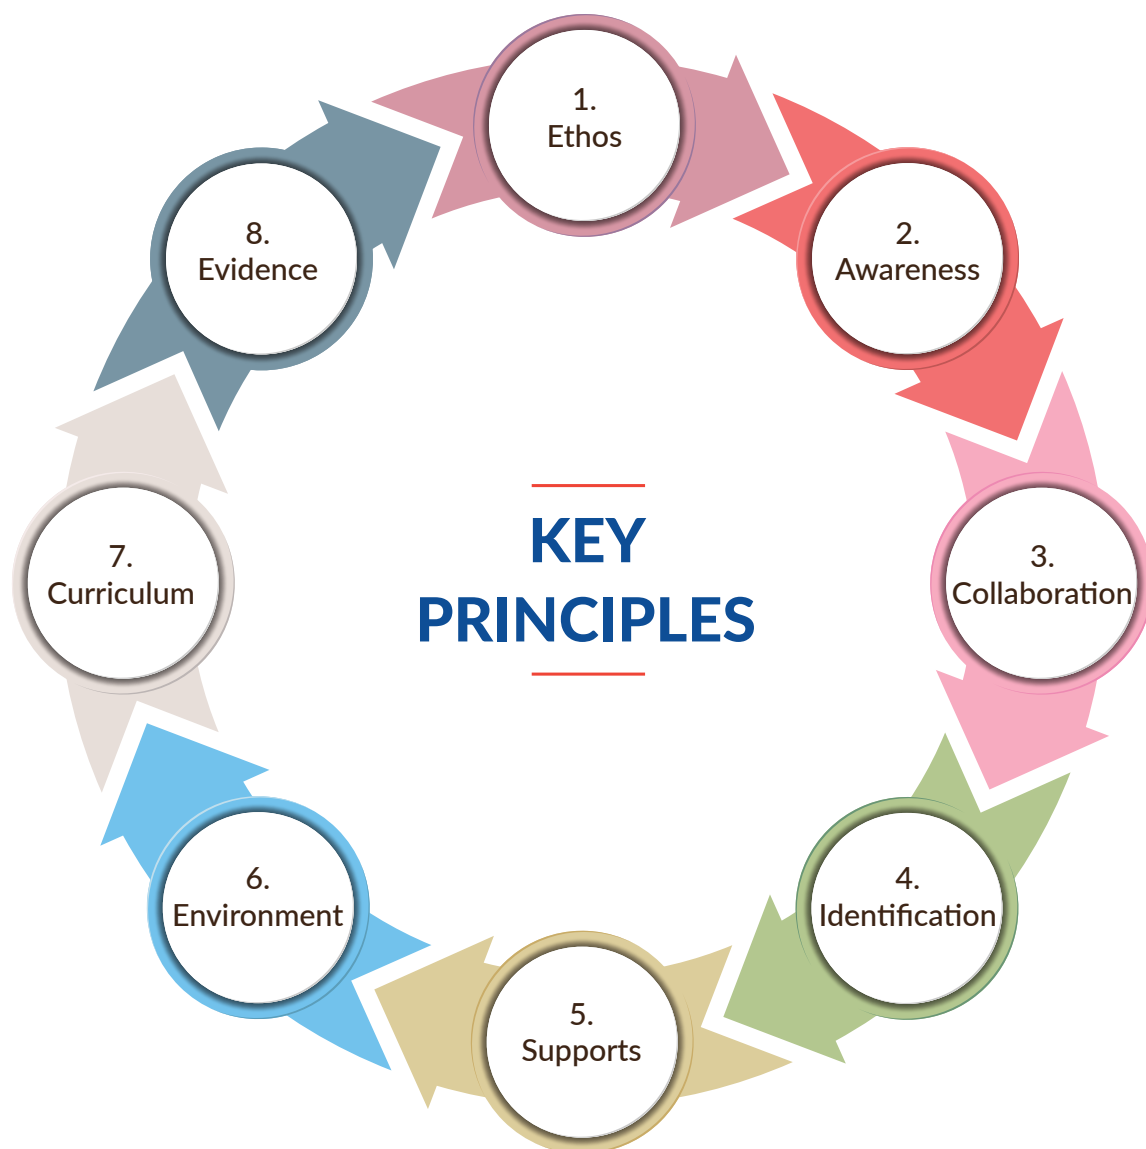 1.
Ethos
2.
Awareness
3.
Collaboration
4.
Identification
5.
Supports
6.
Environment
7.
Curriculum
8.
Evidence
KEY
PRINCIPLES